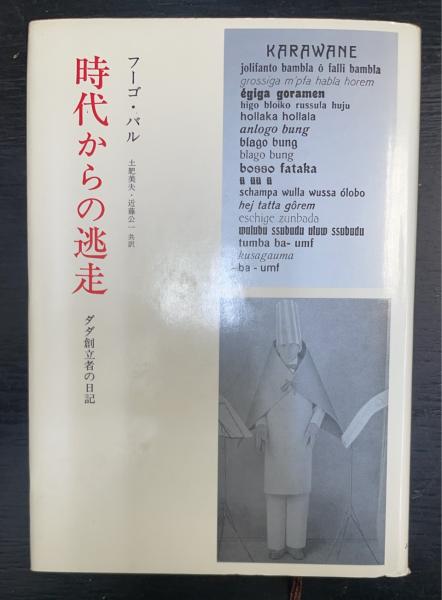 時代からの逃走
ダダ創立者の日記
フーゴ・バル
土肥美夫・近藤公一 共訳
KARAWANE
jolifanto bambla ô falli bambla
grossiga m'pfa habla horem
égiga goramen
higo bloiko russula huju
hollaka hollala
anlogo bung
blago bung
blago bung
bosso fataka
ü üü ü
schampa wulla wussa ólobo
hej tatta gôrem
eschige zunbada
wulubu ssubudu uluw ssubudu
tumba ba- umf
kusagauma
ba - umf